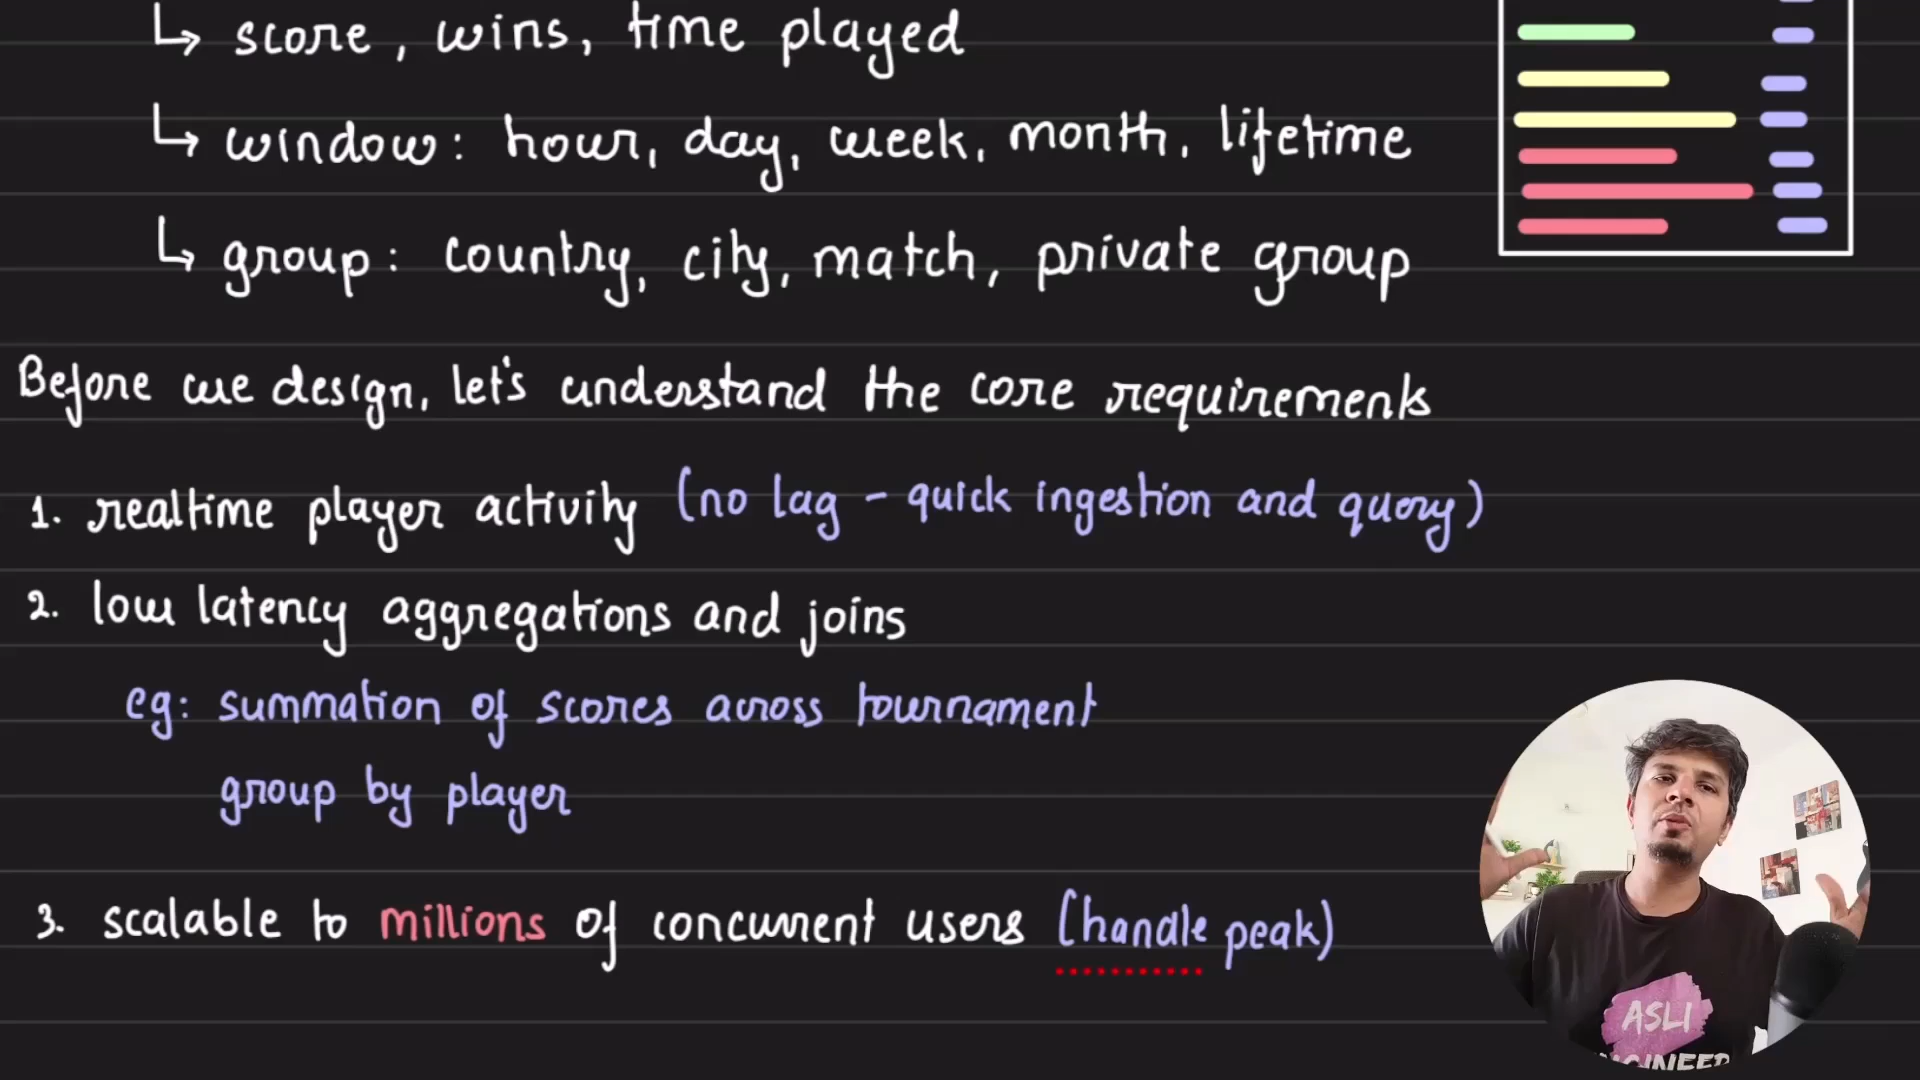 ↳ score, wins, time played
↳ window: hour, day, week, month, lifetime
↳ group: country, city, match, private group
Before we design, let's understand the core requirements
1. realtime player activity (no lag - quick ingestion and query)
2. low latency aggregations and joins
eg: summation of scores across tournament
group by player
3. scalable to millions of concurrent users (handle peak)
ASLI
ENGINEER